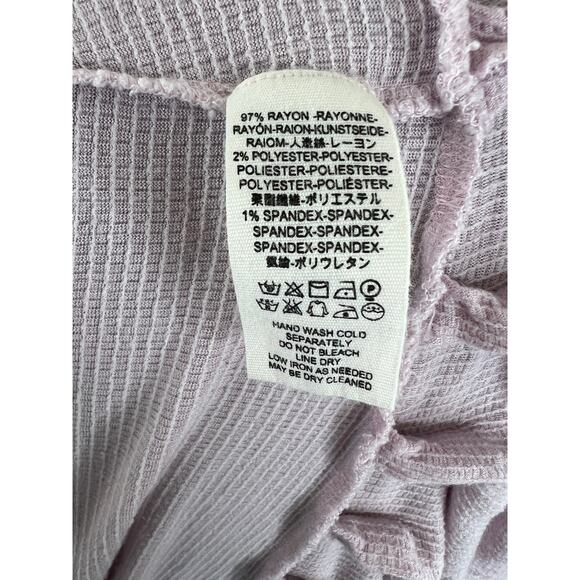 97% RAYON -RAYONNE-
RAYÓN-RAION-KUNSTSEIDE-
RAIOM-人造絲-レーヨン
2% POLYESTER-POLYESTER-
POLIESTER-POLIESTERE-
POLYESTER-POLIÉSTER-
聚脂纖維-ポリエステル
1% SPANDEX-SPANDEX-
SPANDEX-SPANDEX-
SPANDEX-SPANDEX-
氨綸-ポリウレタン
P
HAND WASH COLD
SEPARATELY
DO NOT BLEACH
LINE DRY
LOW IRON AS NEEDED
MAY BE DRY CLEANED